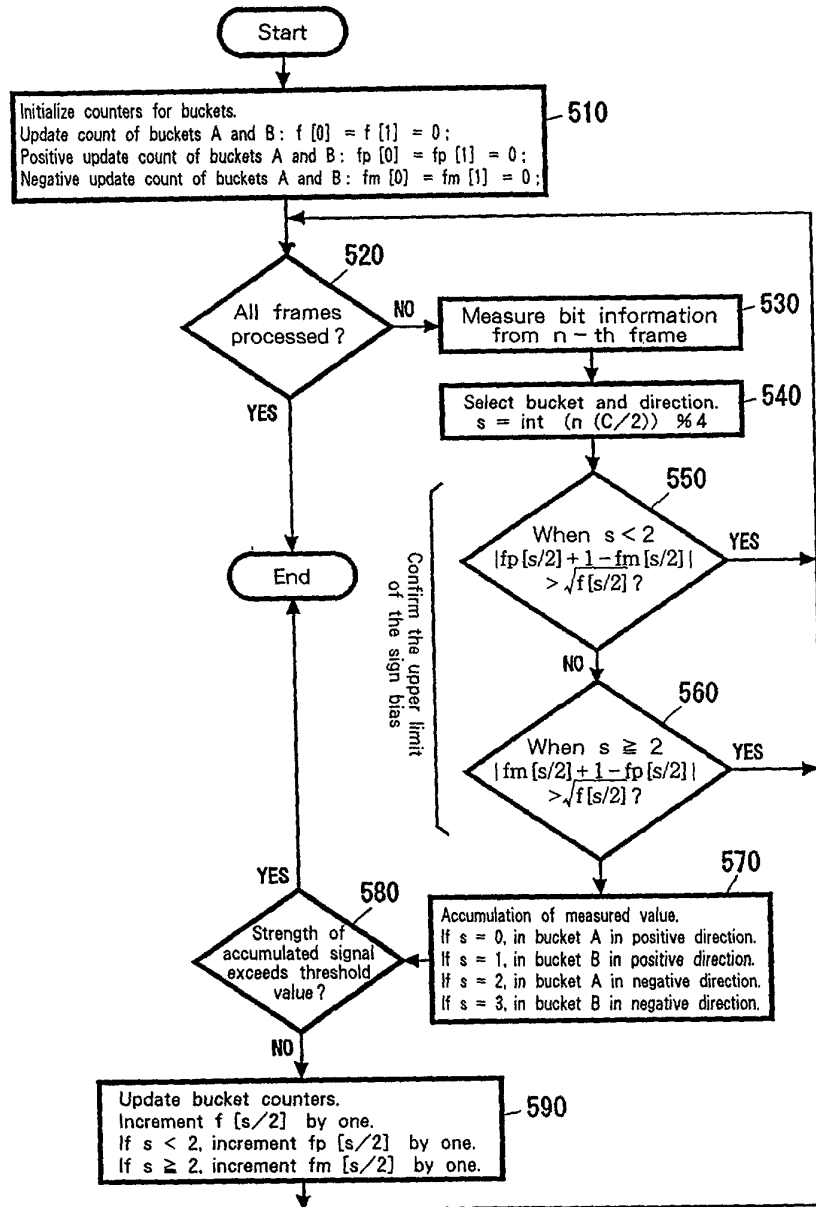 Start
Initialize counters for buckets.
Update count of buckets A and B: f [0] = f [1] = 0;
Positive update count of buckets A and B: fp [0] = fp [1] = 0;
Negative update count of buckets A and B: fm [0] = fm [1] = 0;
510
520
All frames
processed?
NO
YES
Measure bit information
from n-th frame
530
Select bucket and direction.
s = int (n (C/2)) %4
540
550
When s < 2
|fp [s/2] + 1 - fm [s/2]|
> √f [s/2] ?
YES
NO
End
Confirm the upper limit
of the sign bias
560
When s ≧ 2
|fm [s/2] + 1 - fp [s/2]|
> √f [s/2] ?
YES
570
Accumulation of measured value.
If s = 0, in bucket A in positive direction.
If s = 1, in bucket B in positive direction.
If s = 2, in bucket A in negative direction.
If s = 3, in bucket B in negative direction.
YES
580
Strength of
accumulated signal
exceeds threshold
value?
NO
Update bucket counters.
Increment f [s/2] by one.
If s < 2, increment fp [s/2] by one.
If s ≧ 2, increment fm [s/2] by one.
590